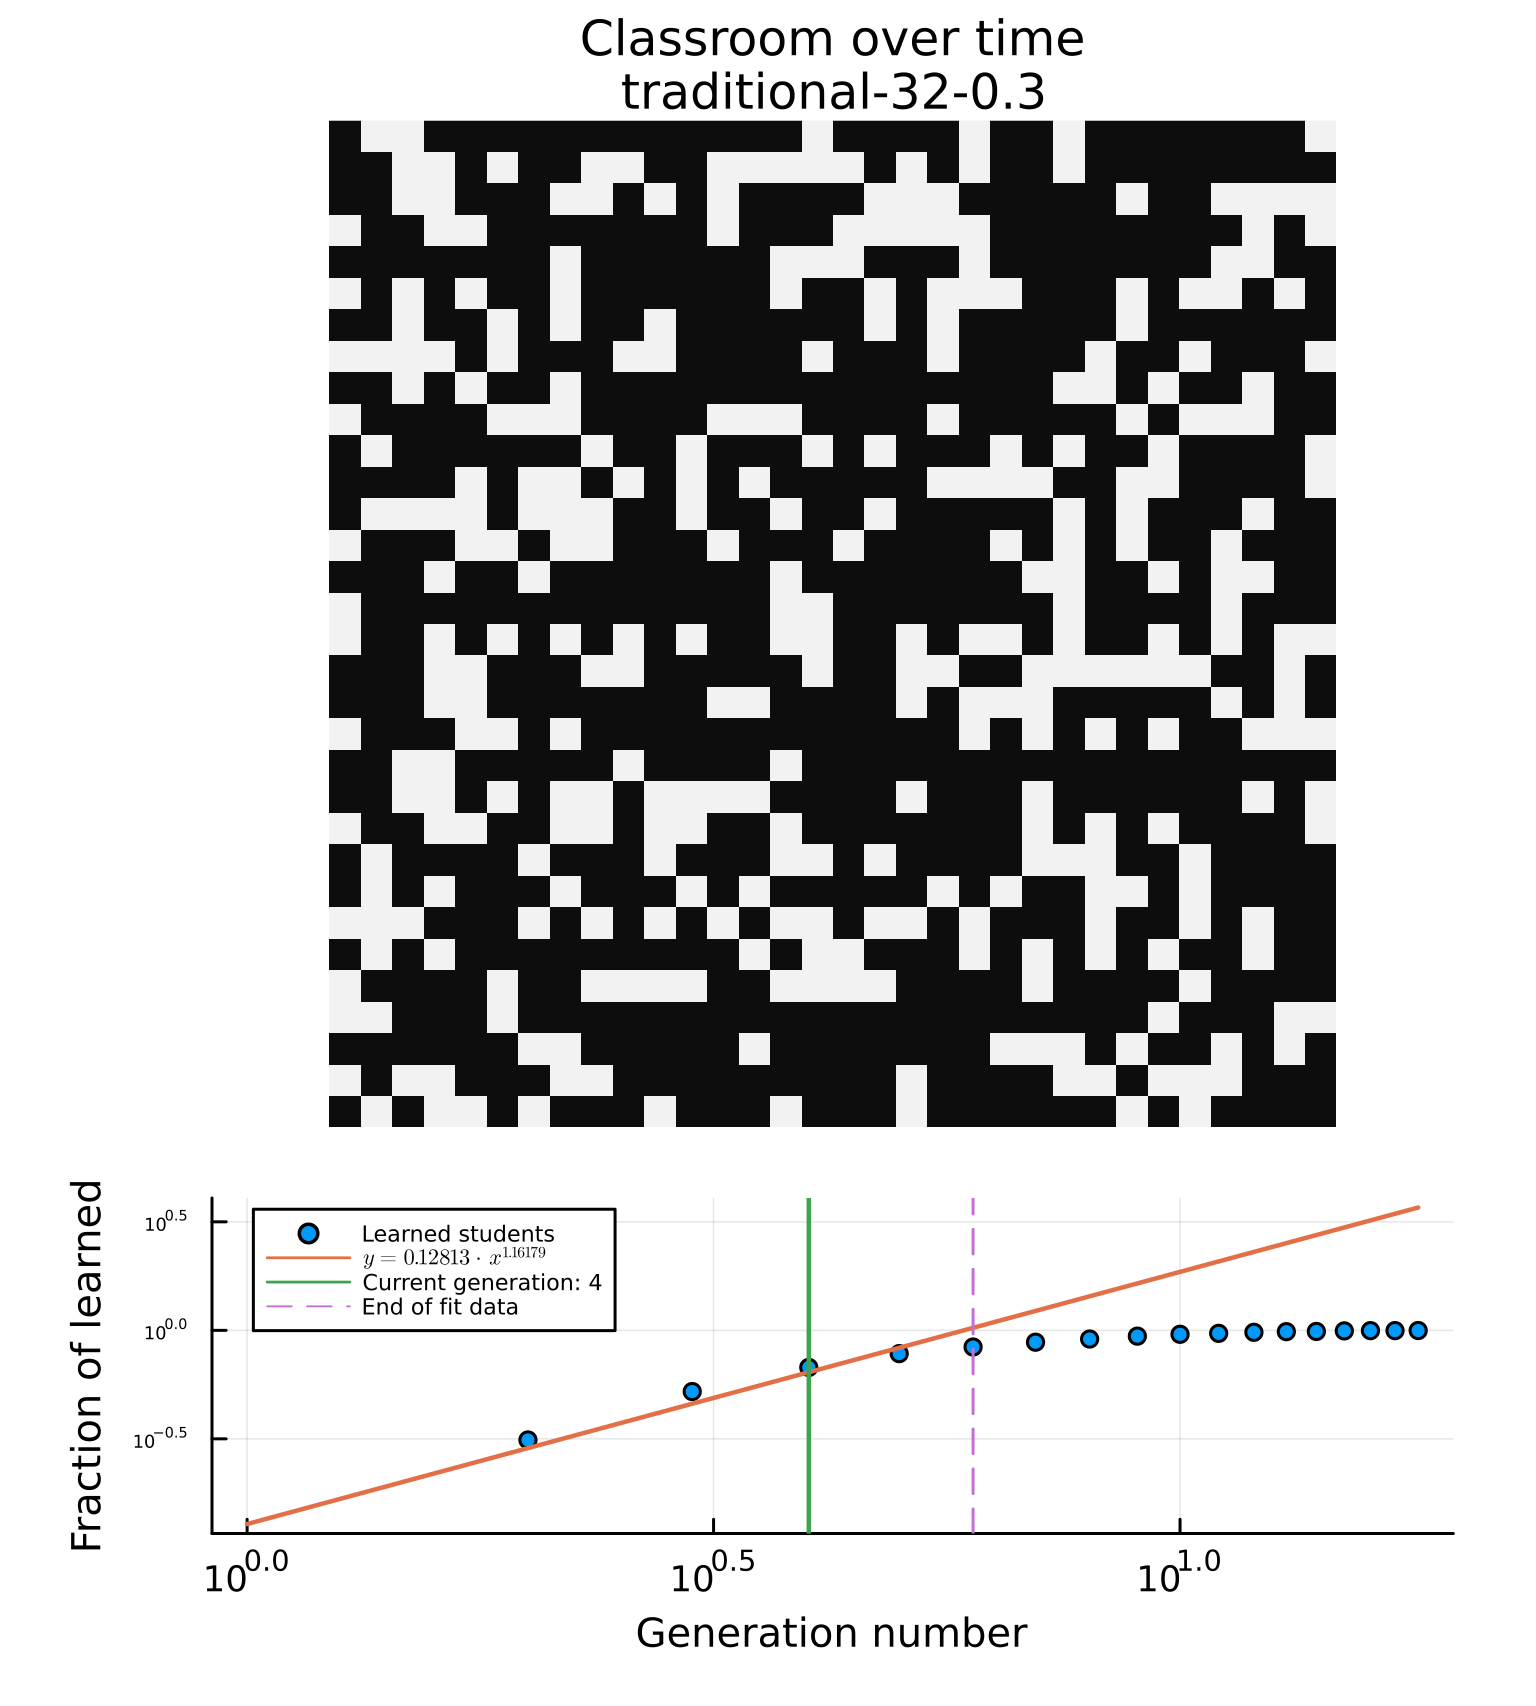 Classroom over time
traditional-32-0.3
Fraction of learned
10^0.5
10^0.0
10^−0.5
Learned students
y = 0.12813 · x^1.16179
Current generation: 4
End of fit data
10^0.0 10^0.5 10^1.0
Generation number